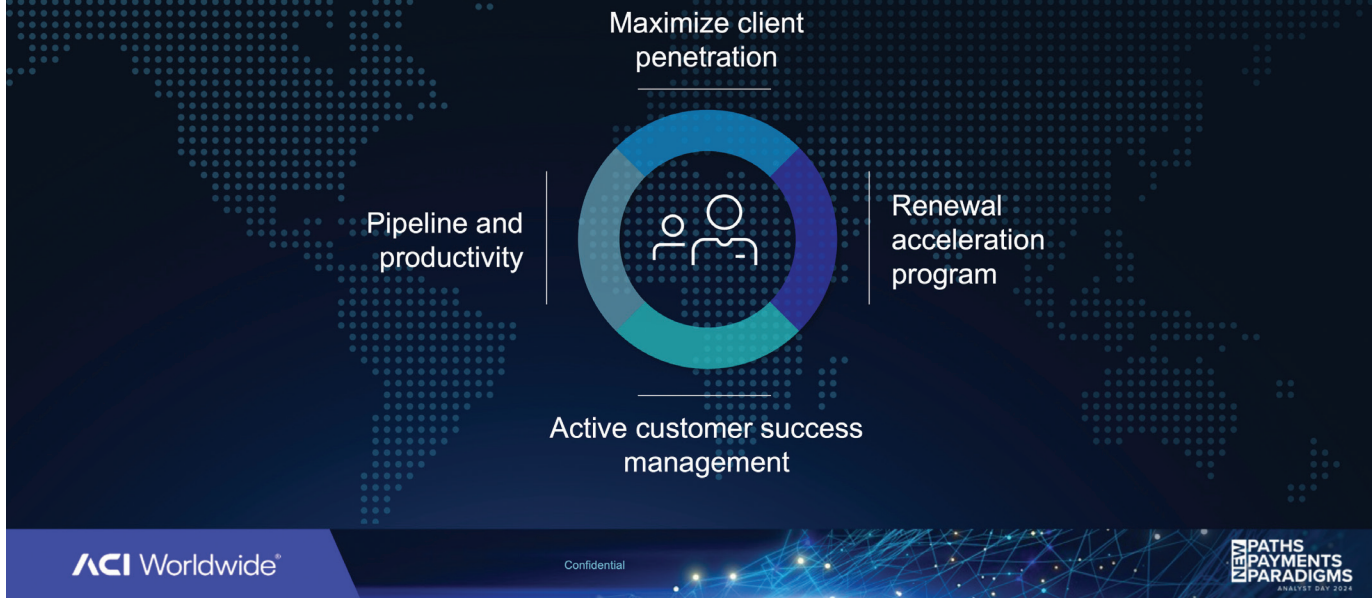 Maximize client
penetration
Pipeline and
productivity
Renewal
acceleration
program
Active customer success
management
ACI Worldwide®
Confidential
NEW
PATHS
PAYMENTS
PARADIGMS
ANALYST DAY 2024